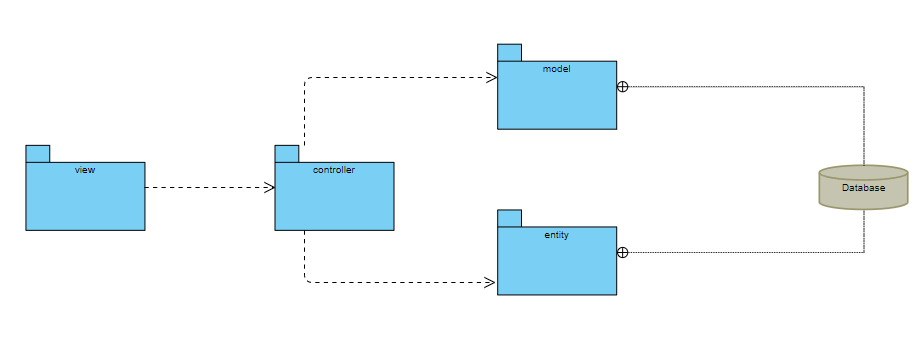 model
view
controller
Database
entity